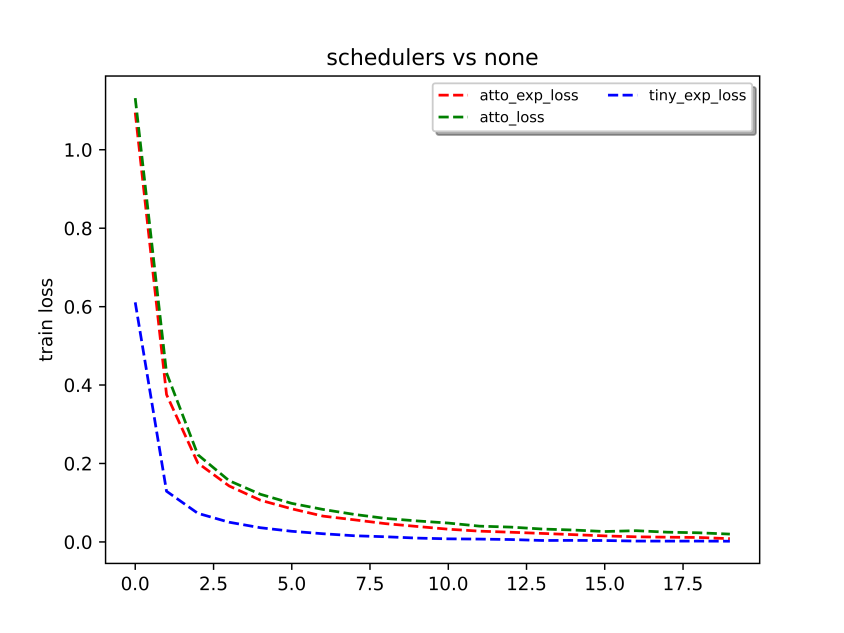 schedulers vs none
atto_exp_loss
atto_loss
tiny_exp_loss
train loss
1.0
0.8
0.6
0.4
0.2
0.0
0.0 2.5 5.0 7.5 10.0 12.5 15.0 17.5